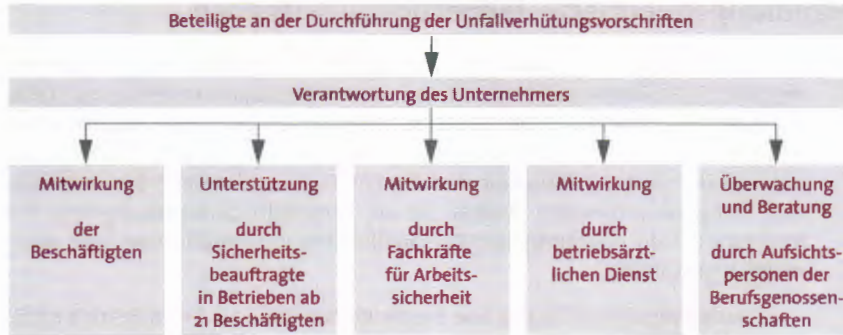 Beteiligte an der Durchführung der Unfallverhütungsvorschriften
Verantwortung des Unternehmers
Mitwirkung
der
Beschäftigten
Unterstützung
durch
Sicherheits-
beauftragte
in Betrieben ab
21 Beschäftigten
Mitwirkung
durch
Fachkräfte
für Arbeits-
sicherheit
Mitwirkung
durch
betriebsärzt-
lichen Dienst
Überwachung
und Beratung
durch Aufsichts-
personen der
Berufsgenossen-
schaften